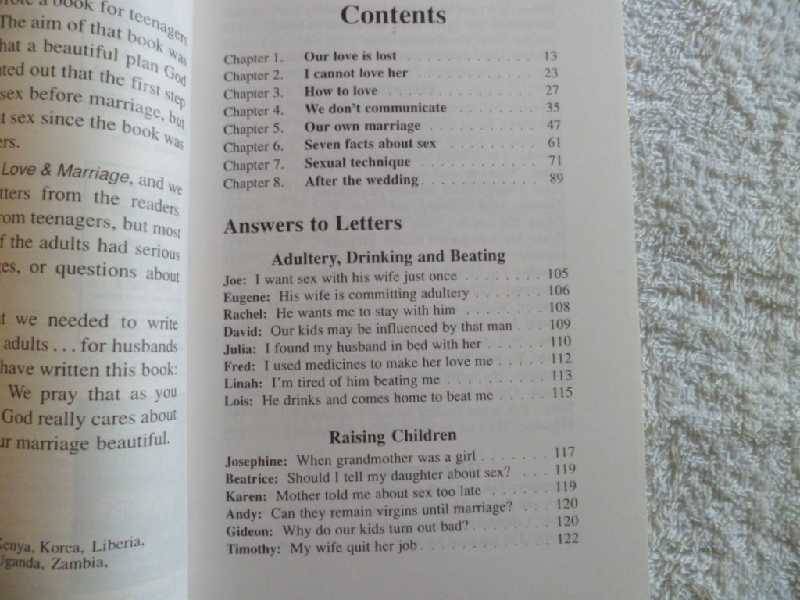 a book for teenagers
The aim of that book was
hat a beautiful plan God
ted out that the first step
sex before marriage, but
t sex since the book was
ers.
Love & Marriage, and we
tters from the readers
om teenagers, but most
f the adults had serious
es, or questions about
t we needed to write
adults . . . for husbands
have written this book:
We pray that as you
God really cares about
ur marriage beautiful.
Kenya, Korea, Liberia,
Uganda, Zambia,
Contents
Chapter 1. Our love is lost . . . . . . . . . . . . . 13
Chapter 2. I cannot love her . . . . . . . . . . . . 23
Chapter 3. How to love . . . . . . . . . . . . . . . 27
Chapter 4. We don't communicate . . . . . . . . . 35
Chapter 5. Our own marriage . . . . . . . . . . . 47
Chapter 6. Seven facts about sex . . . . . . . . . . 61
Chapter 7. Sexual technique . . . . . . . . . . . . 71
Chapter 8. After the wedding . . . . . . . . . . . . 89
Answers to Letters
Adultery, Drinking and Beating
Joe: I want sex with his wife just once . . . . . . . . 105
Eugene: His wife is committing adultery . . . . . . . 106
Rachel: He wants me to stay with him . . . . . . . . 108
David: Our kids may be influenced by that man . . . 109
Julia: I found my husband in bed with her . . . . . . 110
Fred: I used medicines to make her love me . . . . . 112
Linah: I'm tired of him beating me . . . . . . . . . 113
Lois: He drinks and comes home to beat me . . . . . 115
Raising Children
Josephine: When grandmother was a girl . . . . . . . 117
Beatrice: Should I tell my daughter about sex? . . . 119
Karen: Mother told me about sex too late . . . . . . 119
Andy: Can they remain virgins until marriage? . . . 120
Gideon: Why do our kids turn out bad? . . . . . . . 120
Timothy: My wife quit her job . . . . . . . . . . . . 122